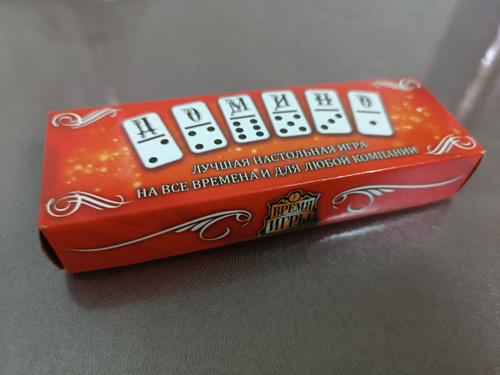 ДОМИНО
ЛУЧШАЯ НАСТОЛЬНАЯ ИГРА
НА ВСЕ ВРЕМЕНА И ДЛЯ ЛЮБОЙ КОМПАНИИ
ВРЕМЯ
ИГРЫ